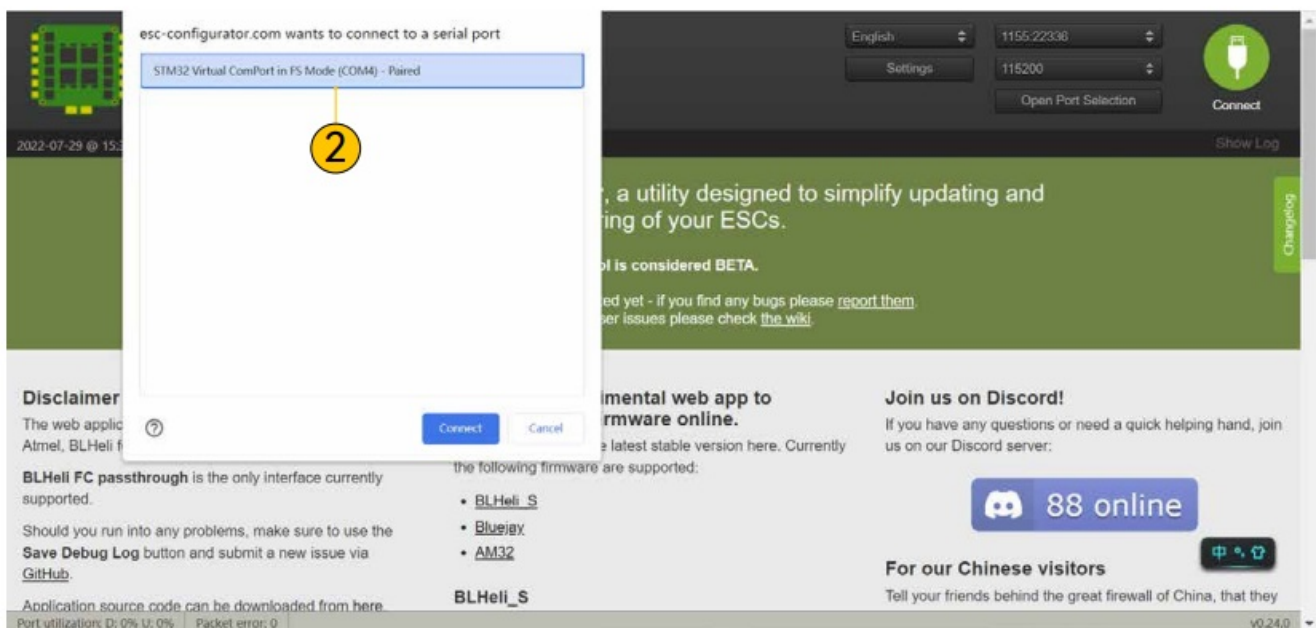 esc-configurator.com wants to connect to a serial port
STM32 Virtual ComPort in FS Mode (COM4) - Paired
2
Connect
Cancel
English
1155:22336
Settings
115200
Open Port Selection
Connect
2022-07-29 @ 15:3
Show Log
Changelog
, a utility designed to simplify updating and
ring of your ESCs.
ol is considered BETA.
ed yet - if you find any bugs please report them.
ser issues please check the wiki.
Disclaimer
The web applic
Atmel, BLHeli f
BLHeli FC passthrough is the only interface currently
supported.
Should you run into any problems, make sure to use the
Save Debug Log button and submit a new issue via
GitHub.
Application source code can be downloaded from here.
imental web app to
rmware online.
e latest stable version here. Currently
the following firmware are supported:
• BLHeli_S
• Bluejay
• AM32
BLHeli_S
Join us on Discord!
If you have any questions or need a quick helping hand, join
us on our Discord server:
88 online
中
For our Chinese visitors
Tell your friends behind the great firewall of China, that they
Port utilization: D: 0% U: 0%
Packet error: 0
v0.24.0